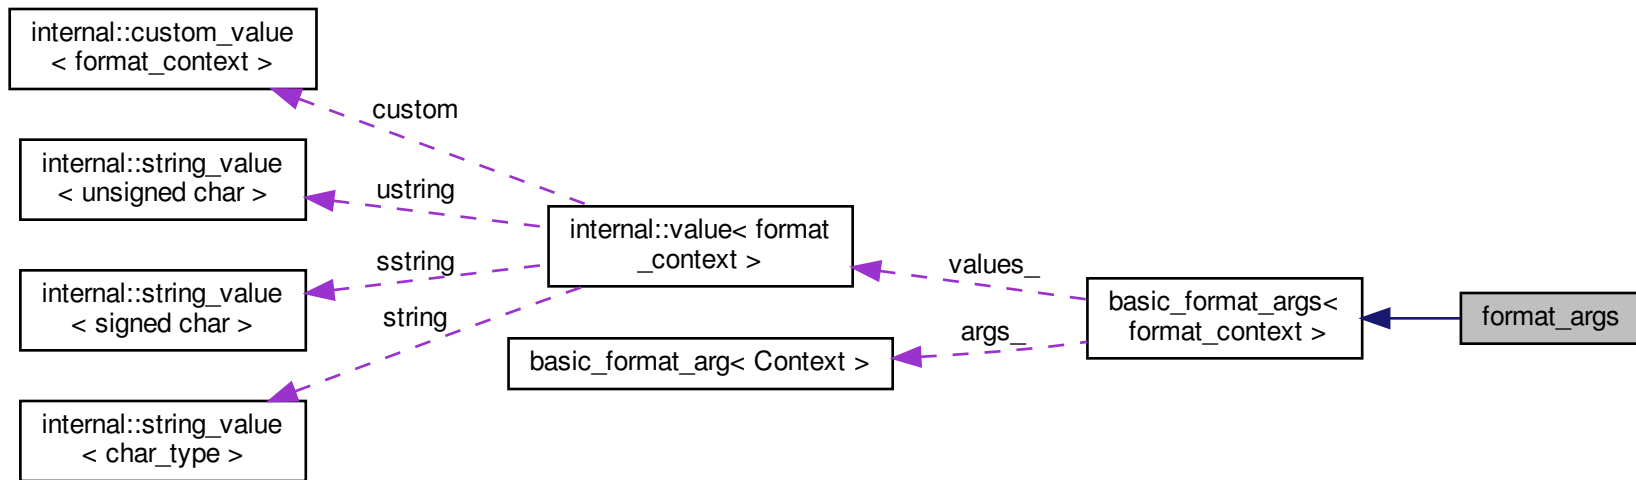 internal::custom_value
< format_context >
custom
internal::string_value
< unsigned char >
ustring
internal::value< format
_context >
sstring
values_
internal::string_value
< signed char >
basic_format_args<
format_context >
format_args
string
args_
basic_format_arg< Context >
internal::string_value
< char_type >